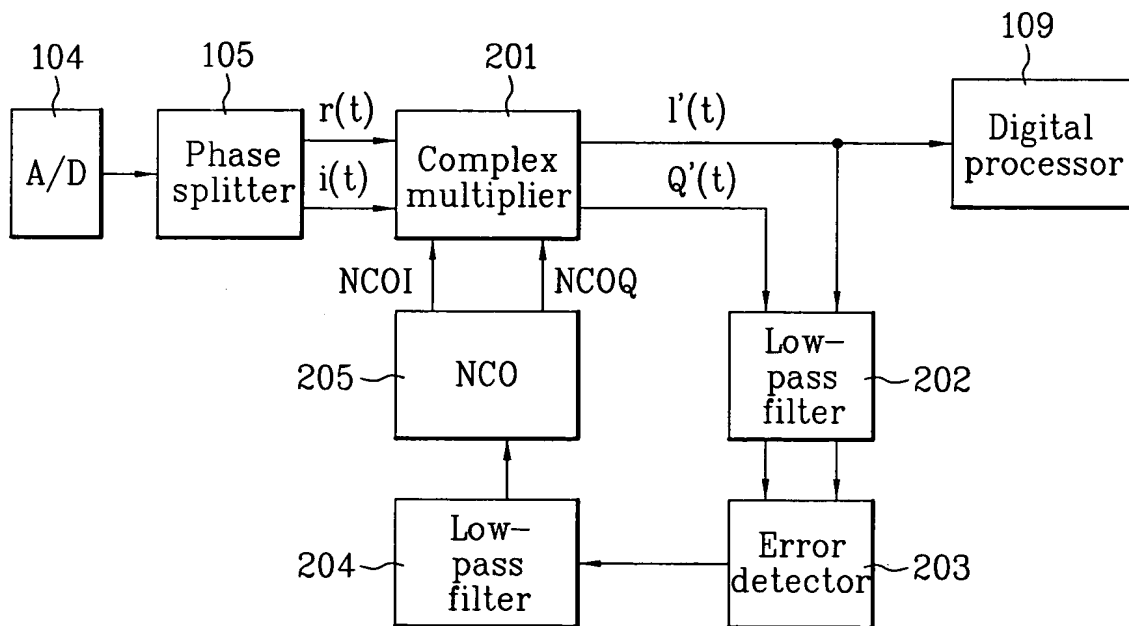 104
105
201
109
A/D
Phase
splitter
r(t)
i(t)
Complex
multiplier
I'(t)
Q'(t)
Digital
processor
NCOI
NCOQ
205
NCO
Low-
pass
filter
202
204
Low-
pass
filter
Error
detector
203